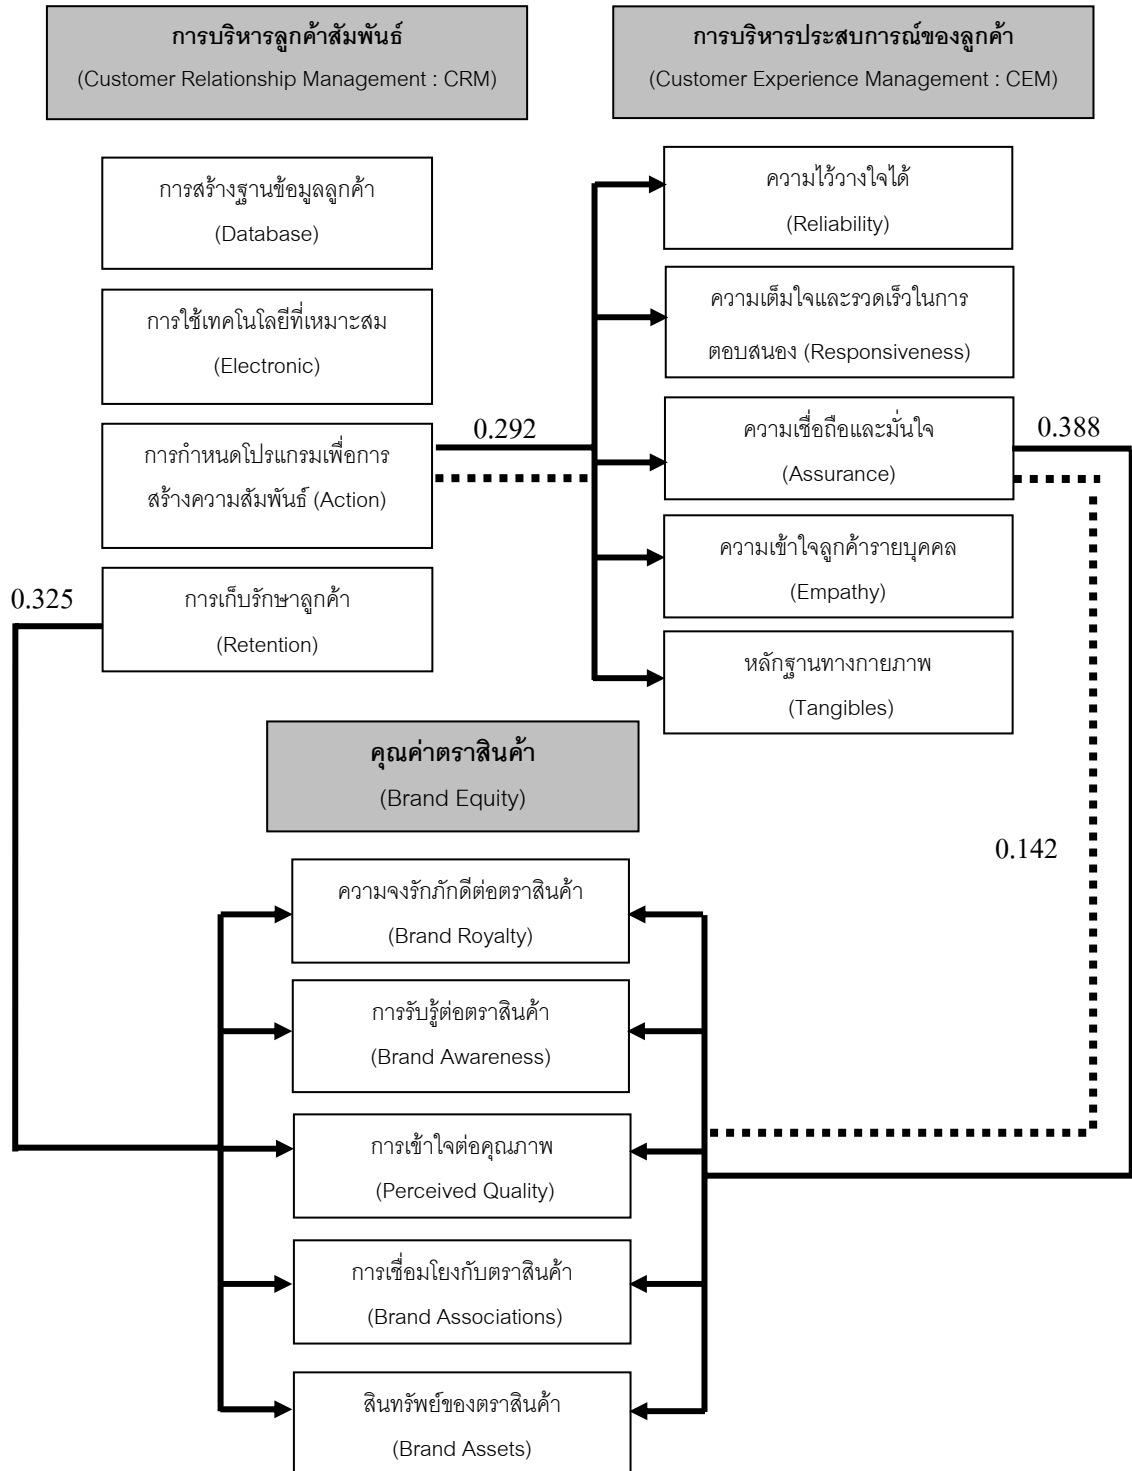 การบริหารลูกค้าสัมพันธ์
(Customer Relationship Management : CRM)
การบริหารประสบการณ์ของลูกค้า
(Customer Experience Management : CEM)
การสร้างฐานข้อมูลลูกค้า
(Database)
การใช้เทคโนโลยีที่เหมาะสม
(Electronic)
การกำหนดโปรแกรมเพื่อการ
สร้างความสัมพันธ์ (Action)
การเก็บรักษาลูกค้า
(Retention)
0.325
0.292
ความไว้วางใจได้
(Reliability)
ความเต็มใจและรวดเร็วในการ
ตอบสนอง (Responsiveness)
ความเชื่อถือและมั่นใจ
(Assurance)
ความเข้าใจลูกค้ารายบุคคล
(Empathy)
หลักฐานทางกายภาพ
(Tangibles)
0.388
0.142
คุณค่าตราสินค้า
(Brand Equity)
ความจงรักภักดีต่อตราสินค้า
(Brand Royalty)
การรับรู้ต่อตราสินค้า
(Brand Awareness)
การเข้าใจต่อคุณภาพ
(Perceived Quality)
การเชื่อมโยงกับตราสินค้า
(Brand Associations)
สินทรัพย์ของตราสินค้า
(Brand Assets)